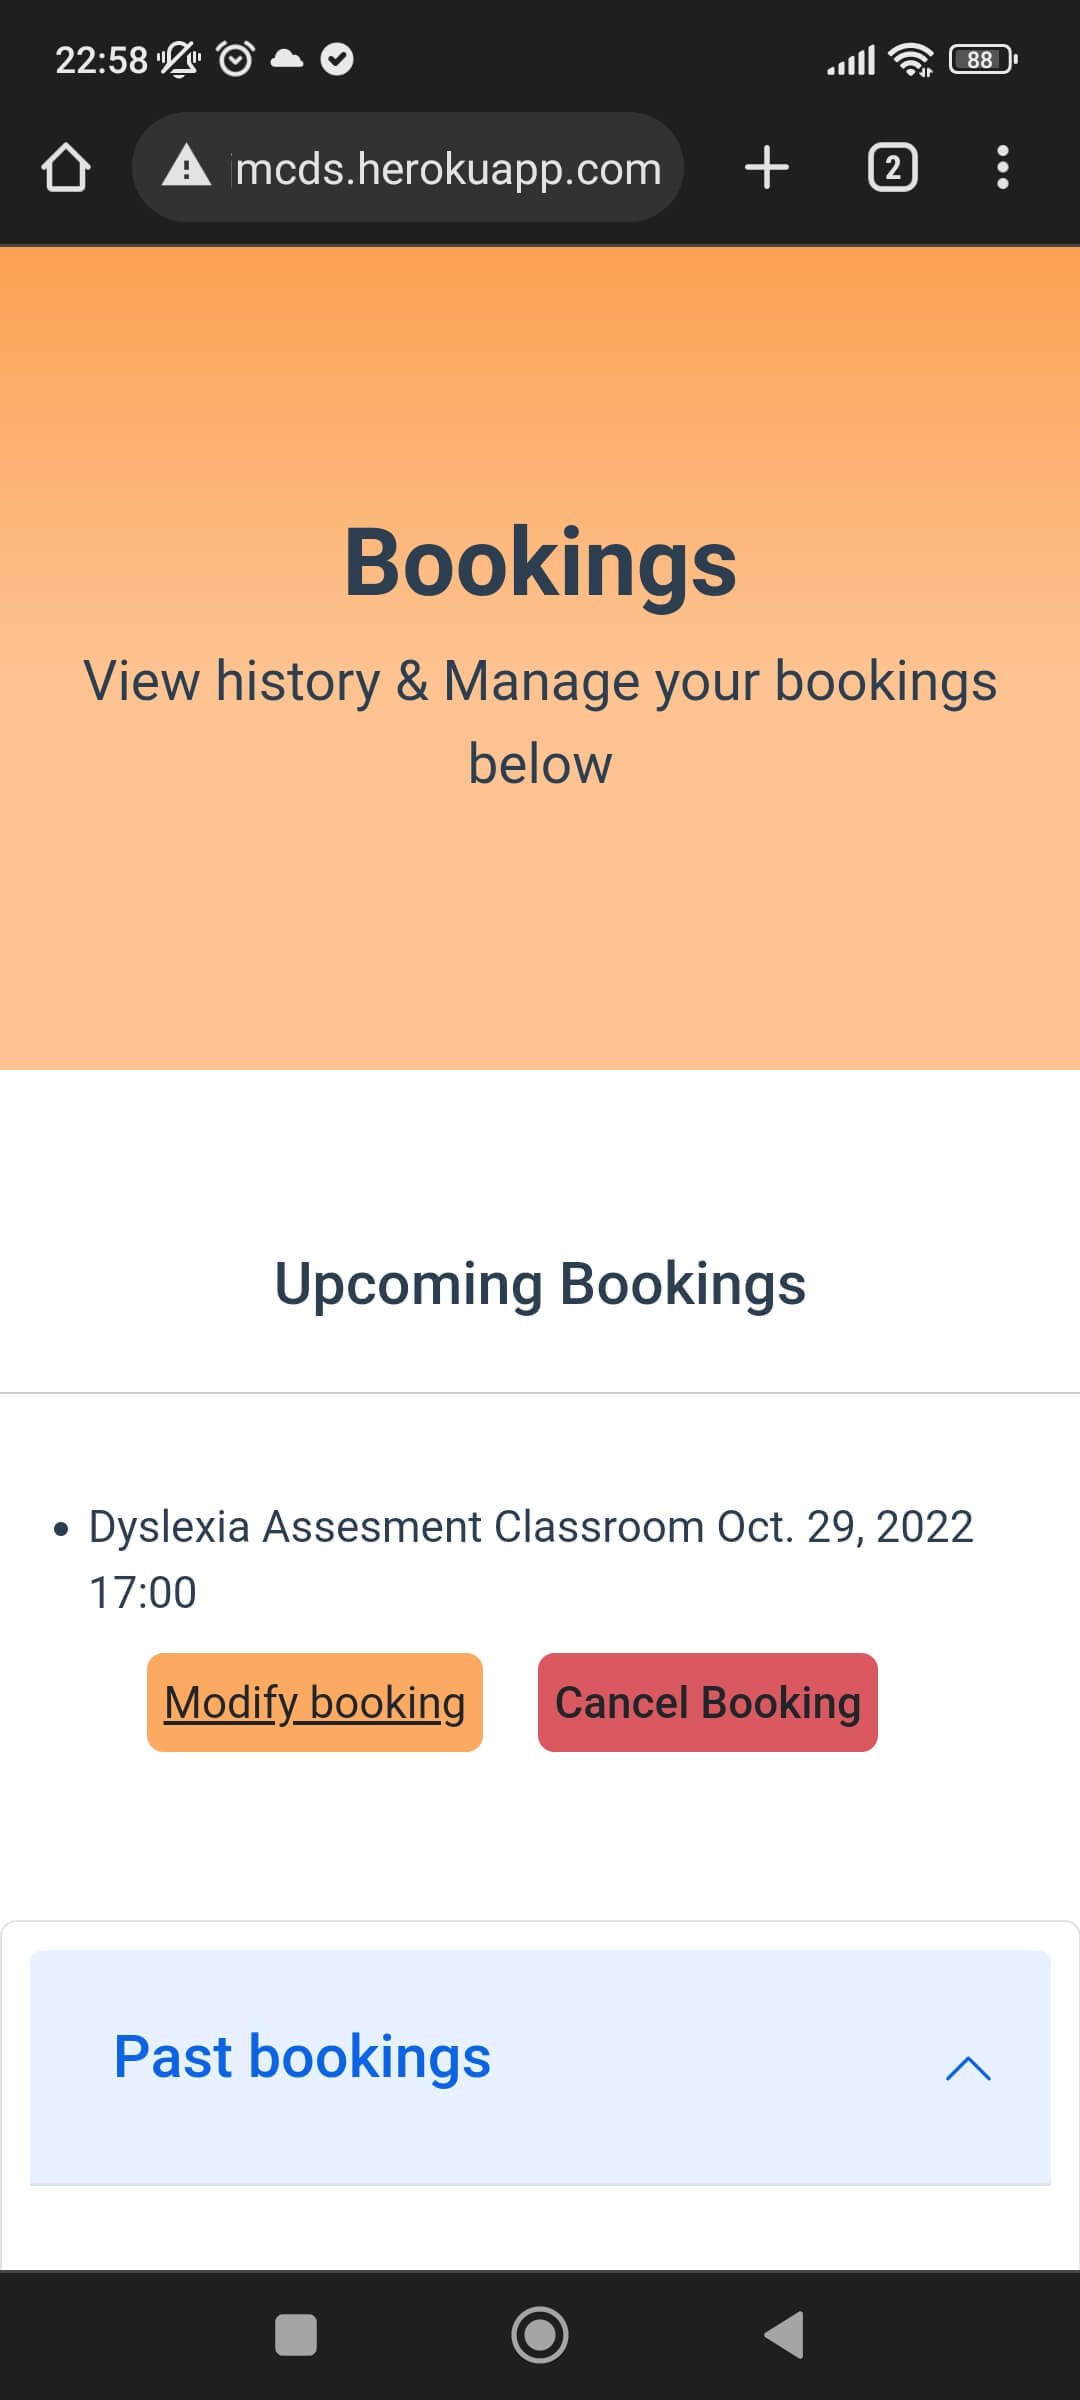 22:58
88
mcds.herokuapp.com
2
Bookings
View history & Manage your bookings
below
Upcoming Bookings
Dyslexia Assesment Classroom Oct. 29, 2022
17:00
Modify booking
Cancel Booking
Past bookings